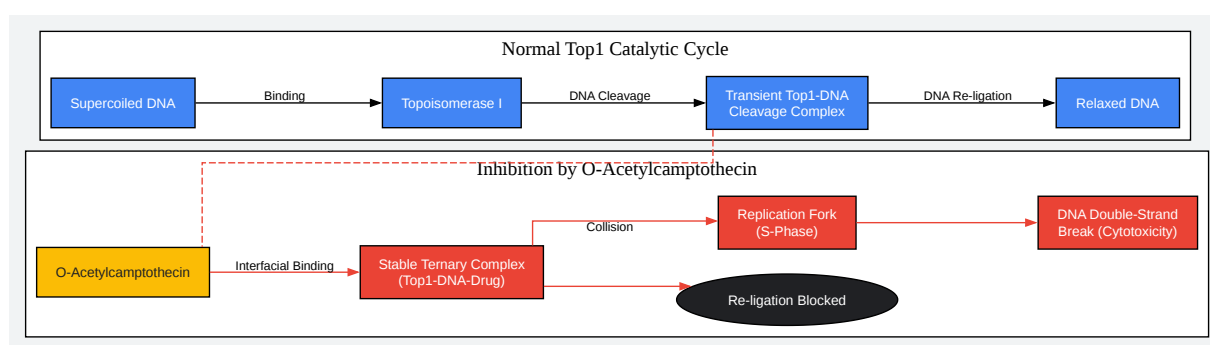 Normal Top1 Catalytic Cycle
Supercoiled DNA
Binding
Topoisomerase I
DNA Cleavage
Transient Top1-DNA
Cleavage Complex
DNA Re-ligation
Relaxed DNA
Inhibition by O-Acetylcamptothecin
O-Acetylcamptothecin
Interfacial Binding
Stable Ternary Complex
(Top1-DNA-Drug)
Collision
Replication Fork
(S-Phase)
DNA Double-Strand
Break (Cytotoxicity)
Re-ligation Blocked